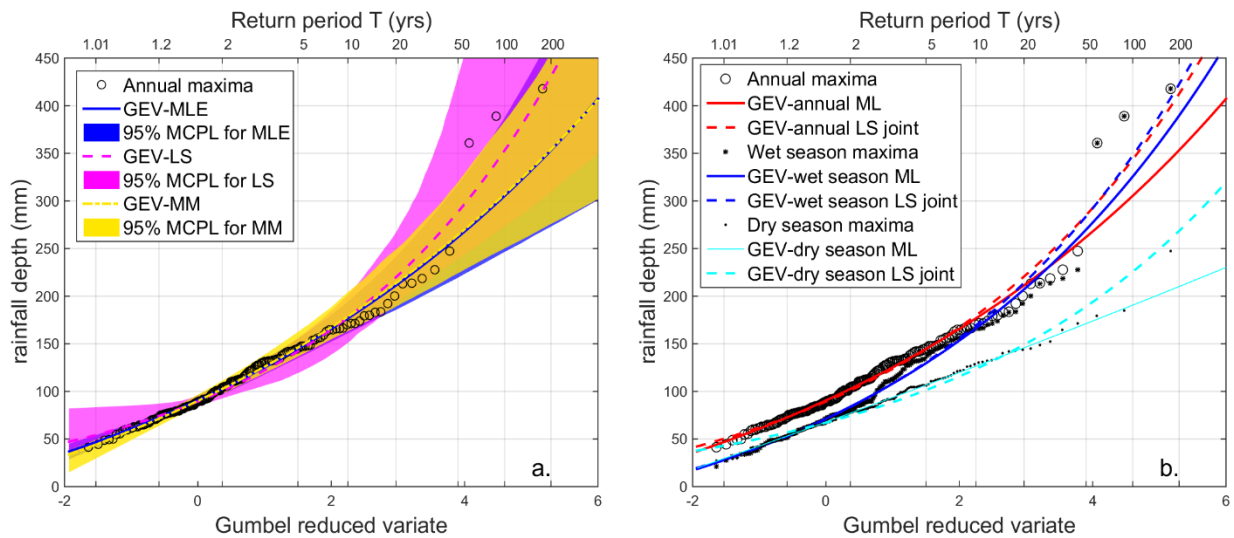 Return period T (yrs)
1.01 1.2 2 5 10 20 50 100 200
450
400
350
300
250
200
150
100
50
0
rainfall depth (mm)
Annual maxima
GEV-MLE
95% MCPL for MLE
GEV-LS
95% MCPL for LS
GEV-MM
95% MCPL for MM
a.
-2 0 2 4 6
Gumbel reduced variate
Return period T (yrs)
1.01 1.2 2 5 10 20 50 100 200
450
400
350
300
250
200
150
100
50
0
rainfall depth (mm)
Annual maxima
GEV-annual ML
GEV-annual LS joint
Wet season maxima
GEV-wet season ML
GEV-wet season LS joint
Dry season maxima
GEV-dry season ML
GEV-dry season LS joint
b.
-2 0 2 4 6
Gumbel reduced variate